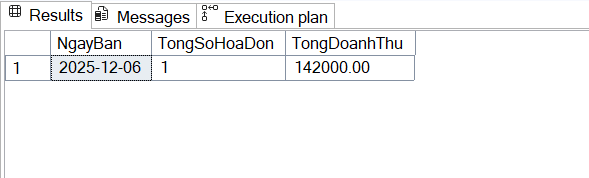 Results Messages Execution plan
NgayBan TongSoHoaDon TongDoanhThu
1 2025-12-06 1 142000.00